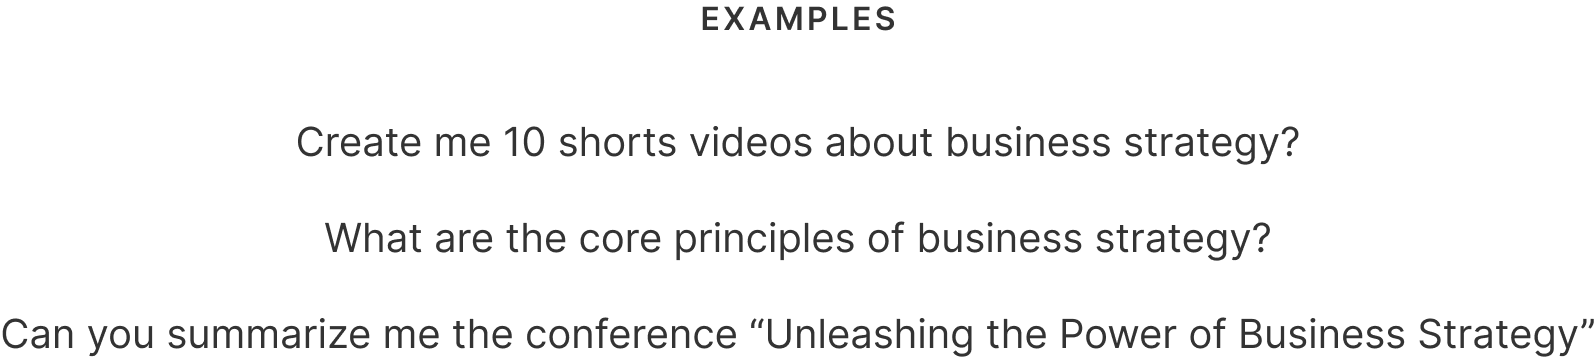 EXAMPLES
Create me 10 shorts videos about business strategy?
What are the core principles of business strategy?
Can you summarize me the conference “Unleashing the Power of Business Strategy”